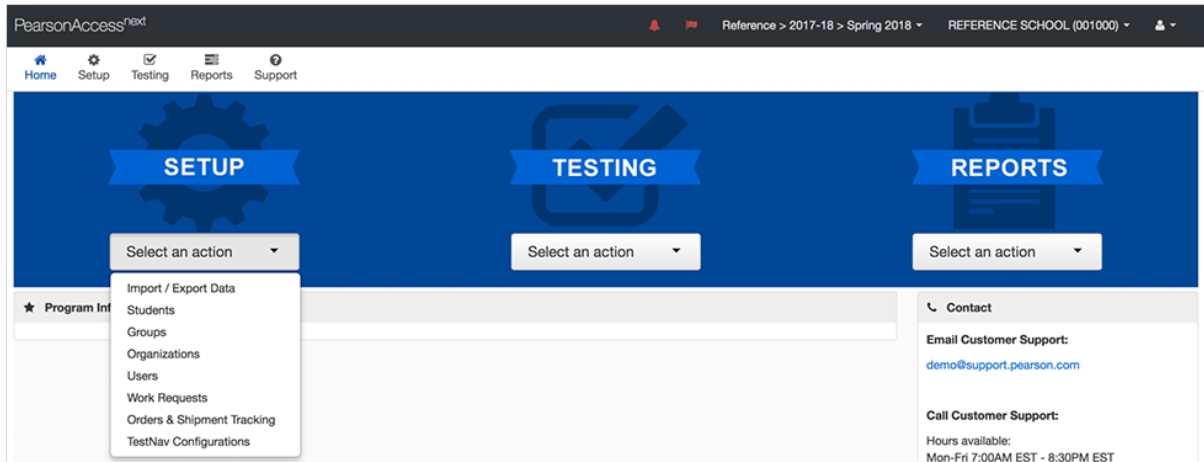 PearsonAccessnext
Reference > 2017-18 > Spring 2018
REFERENCE SCHOOL (001000)
Home
Setup
Testing
Reports
Support
SETUP
TESTING
REPORTS
Select an action
Select an action
Select an action
Import / Export Data
Students
Groups
Organizations
Users
Work Requests
Orders & Shipment Tracking
TestNav Configurations
Program Inf
Contact
Email Customer Support:
demo@support.pearson.com
Call Customer Support:
Hours available:
Mon-Fri 7:00AM EST - 8:30PM EST